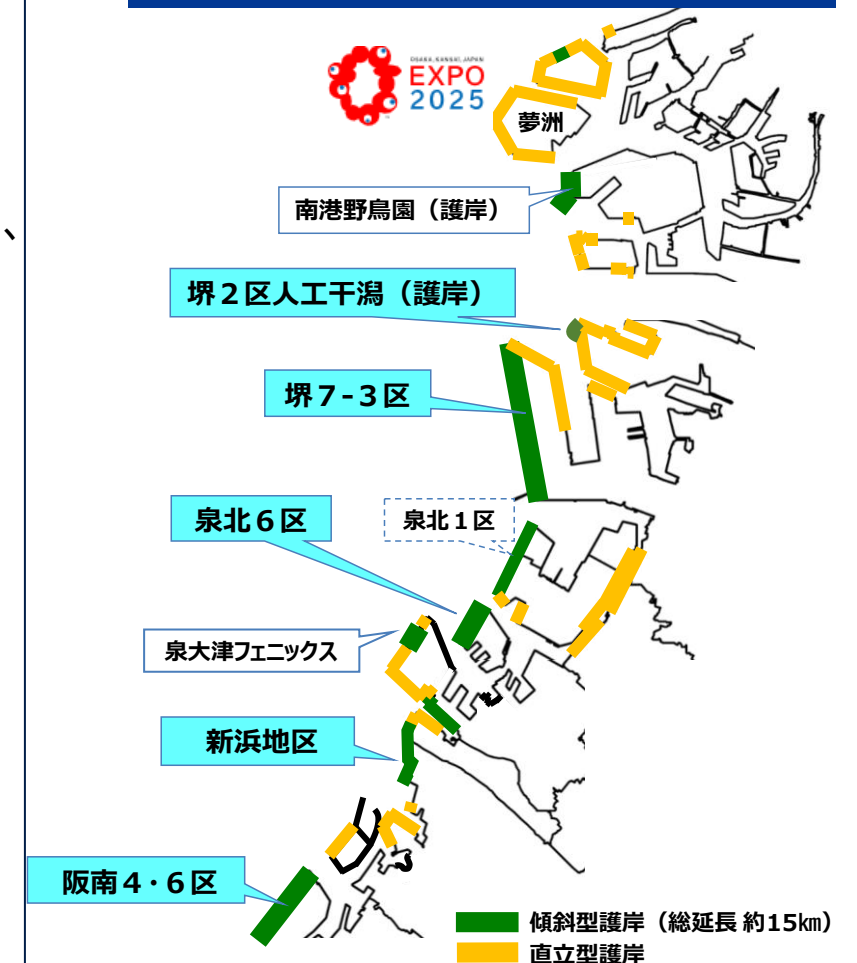 OSAKA, KANSAI, JAPAN
EXPO
2025
夢洲
南港野鳥園（護岸）
、
堺２区人工干潟（護岸）
堺７-３区
泉北６区
泉北１区
泉大津フェニックス
新浜地区
阪南４・６区
傾斜型護岸（総延長 約15㎞）
直立型護岸